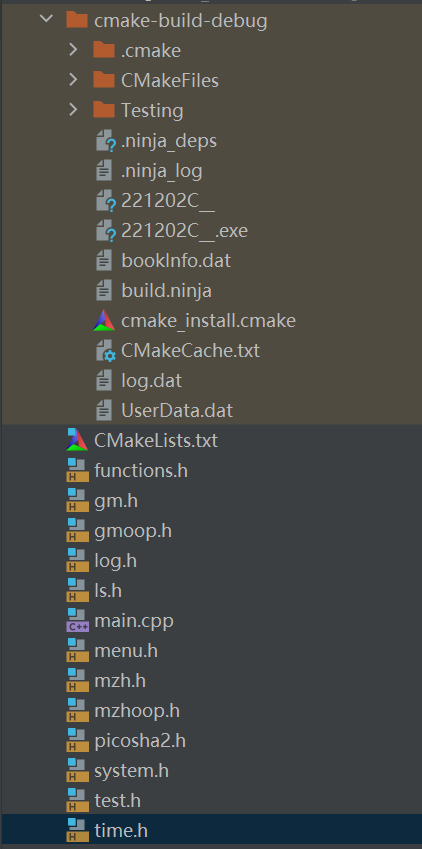 cmake-build-debug
.cmake
CMakeFiles
Testing
.ninja_deps
.ninja_log
221202C__
221202C__.exe
bookInfo.dat
build.ninja
cmake_install.cmake
CMakeCache.txt
log.dat
UserData.dat
CMakeLists.txt
functions.h
gm.h
gmoop.h
log.h
ls.h
main.cpp
menu.h
mzh.h
mzhoop.h
picosha2.h
system.h
test.h
time.h